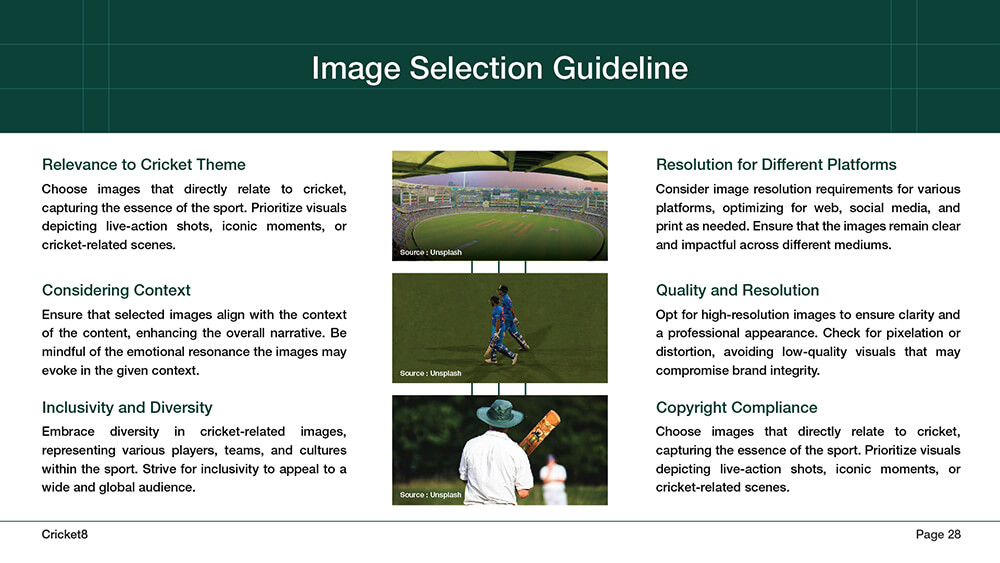 Image Selection Guideline
Relevance to Cricket Theme
Choose images that directly relate to cricket,
capturing the essence of the sport. Prioritize visuals
depicting live-action shots, iconic moments, or
cricket-related scenes.
Considering Context
Ensure that selected images align with the context
of the content, enhancing the overall narrative. Be
mindful of the emotional resonance the images may
evoke in the given context.
Inclusivity and Diversity
Embrace diversity in cricket-related images,
representing various players, teams, and cultures
within the sport. Strive for inclusivity to appeal to a
wide and global audience.
Source : Unsplash
Source : Unsplash
Source : Unsplash
Resolution for Different Platforms
Consider image resolution requirements for various
platforms, optimizing for web, social media, and
print as needed. Ensure that the images remain clear
and impactful across different mediums.
Quality and Resolution
Opt for high-resolution images to ensure clarity and
a professional appearance. Check for pixelation or
distortion, avoiding low-quality visuals that may
compromise brand integrity.
Copyright Compliance
Choose images that directly relate to cricket,
capturing the essence of the sport. Prioritize visuals
depicting live-action shots, iconic moments, or
cricket-related scenes.
Cricket8
Page 28